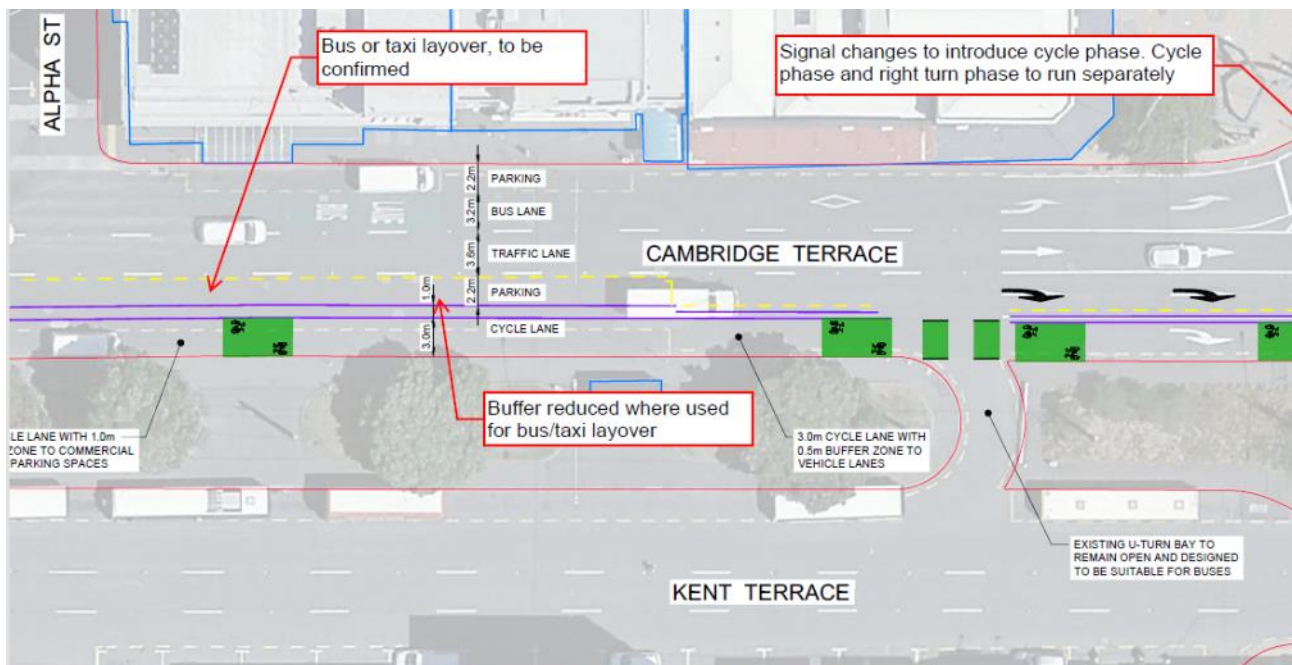 ALPHA ST
Bus or taxi layover, to be
confirmed
Signal changes to introduce cycle phase. Cycle
phase and right turn phase to run separately
2.2m
PARKING
3.2m
BUS LANE
3.6m
TRAFFIC LANE
CAMBRIDGE TERRACE
1.0m
2.2m
PARKING
3.0m
CYCLE LANE
BUS
LANE
Buffer reduced where used
for bus/taxi layover
LE LANE WITH 1.0m
ZONE TO COMMERCIAL
PARKING SPACES
3.0m CYCLE LANE WITH
0.5m BUFFER ZONE TO
VEHICLE LANES
EXISTING U-TURN BAY TO
REMAIN OPEN AND DESIGNED
TO BE SUITABLE FOR BUSES
KENT TERRACE